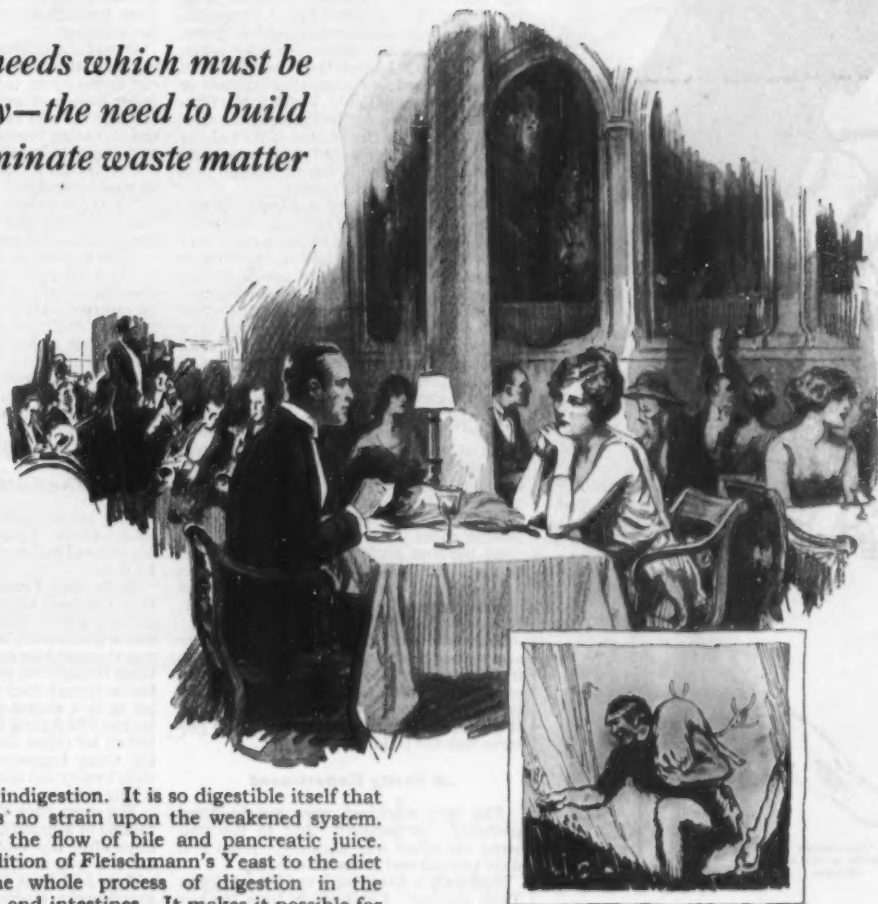 needs which must be
y—the need to build
minate waste matter
indigestion. It is so digestible itself that
no strain upon the weakened system.
the flow of bile and pancreatic juice.
dition of Fleischmann's Yeast to the diet
whole process of digestion in the
and intestines. It makes it possible for